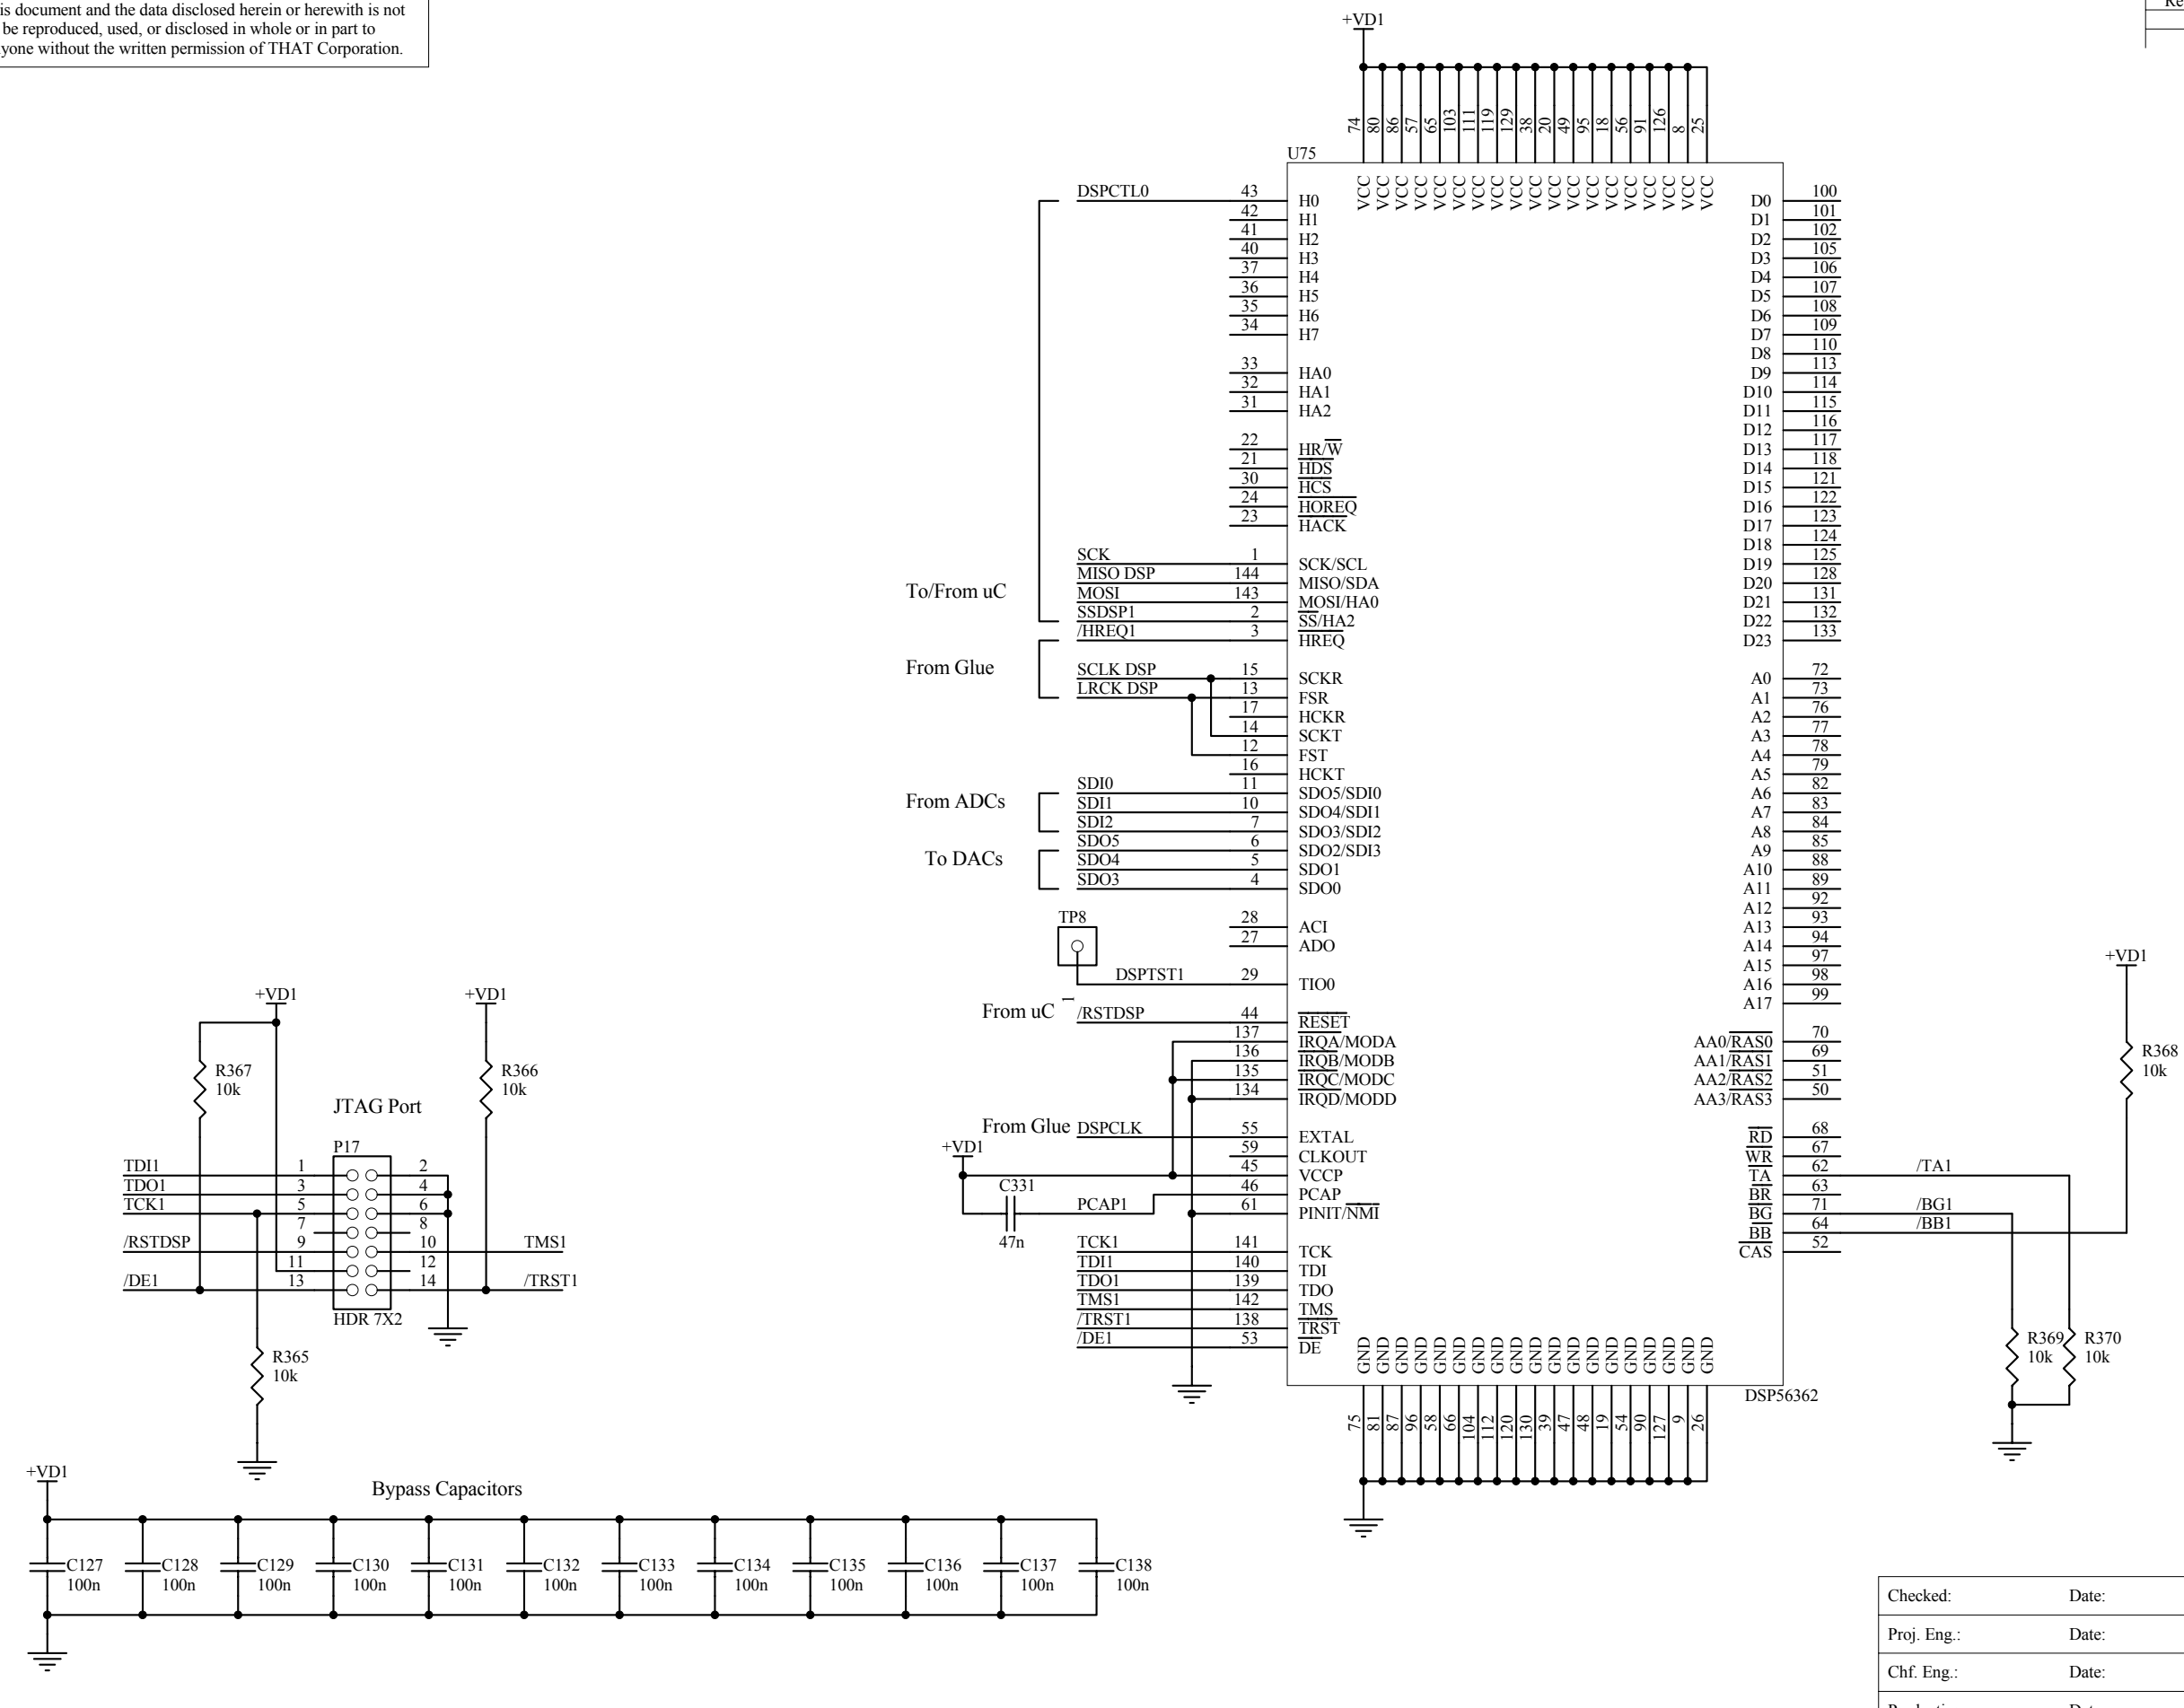 is document and the data disclosed herein or herewith is not
be reproduced, used, or disclosed in whole or in part to
yone without the written permission of THAT Corporation.
+VD1
74 80 86 57 65 103 111 119 129 38 20 49 95 18 56 91 126 8 25
U75
VCC VCC VCC VCC VCC VCC VCC VCC VCC VCC VCC VCC VCC VCC VCC VCC VCC VCC VCC
DSPCTL0 43 H0
42 H1
41 H2
40 H3
37 H4
36 H5
35 H6
34 H7
33 HA0
32 HA1
31 HA2
22 HR/W
21 HDS
30 HCS
24 HOREQ
23 HACK
To/From uC
SCK 1 SCK/SCL
MISO DSP 144 MISO/SDA
MOSI 143 MOSI/HA0
SSDSP1 2 SS/HA2
/HREQ1 3 HREQ
From Glue
SCLK DSP 15 SCKR
LRCK DSP 13 FSR
17 HCKR
14 SCKT
12 FST
16 HCKT
From ADCs
SDI0 11 SDO5/SDI0
SDI1 10 SDO4/SDI1
SDI2 7 SDO3/SDI2
To DACs
SDO5 6 SDO2/SDI3
SDO4 5 SDO1
SDO3 4 SDO0
28 ACI
27 ADO
TP8
1
DSPTST1 29 TIO0
From uC /RSTDSP 44 RESET
137 IRQA/MODA
136 IRQB/MODB
135 IRQC/MODC
134 IRQD/MODD
From Glue DSPCLK 55 EXTAL
59 CLKOUT
+VD1
45 VCCP
C331
47n
PCAP1 46 PCAP
61 PINIT/NMI
TCK1 141 TCK
TDI1 140 TDI
TDO1 139 TDO
TMS1 142 TMS
/TRST1 138 TRST
/DE1 53 DE
D0 100
D1 101
D2 102
D3 105
D4 106
D5 107
D6 108
D7 109
D8 110
D9 113
D10 114
D11 115
D12 116
D13 117
D14 118
D15 121
D16 122
D17 123
D18 124
D19 125
D20 128
D21 131
D22 132
D23 133
A0 72
A1 73
A2 76
A3 77
A4 78
A5 79
A6 82
A7 83
A8 84
A9 85
A10 88
A11 89
A12 92
A13 93
A14 94
A15 97
A16 98
A17 99
AA0/RAS0 70
AA1/RAS1 69
AA2/RAS2 51
AA3/RAS3 50
RD 68
WR 67
TA 62 /TA1
BR 63
BG 71 /BG1
BB 64 /BB1
CAS 52
+VD1
R368
10k
R369
10k
R370
10k
GND GND GND GND GND GND GND GND GND GND GND GND GND GND GND GND GND GND GND
DSP56362
75 81 87 96 58 66 104 112 120 130 39 47 48 19 54 90 127 9 26
+VD1
+VD1
R367
10k
R366
10k
JTAG Port
P17
TDI1 1 2
TDO1 3 4
TCK1 5 6
7 8
/RSTDSP 9 10 TMS1
11 12
/DE1 13 14 /TRST1
HDR 7X2
R365
10k
+VD1
Bypass Capacitors
C127 C128 C129 C130 C131 C132 C133 C134 C135 C136 C137 C138
100n 100n 100n 100n 100n 100n 100n 100n 100n 100n 100n 100n
Checked: Date:
Proj. Eng.: Date:
Chf. Eng.: Date: